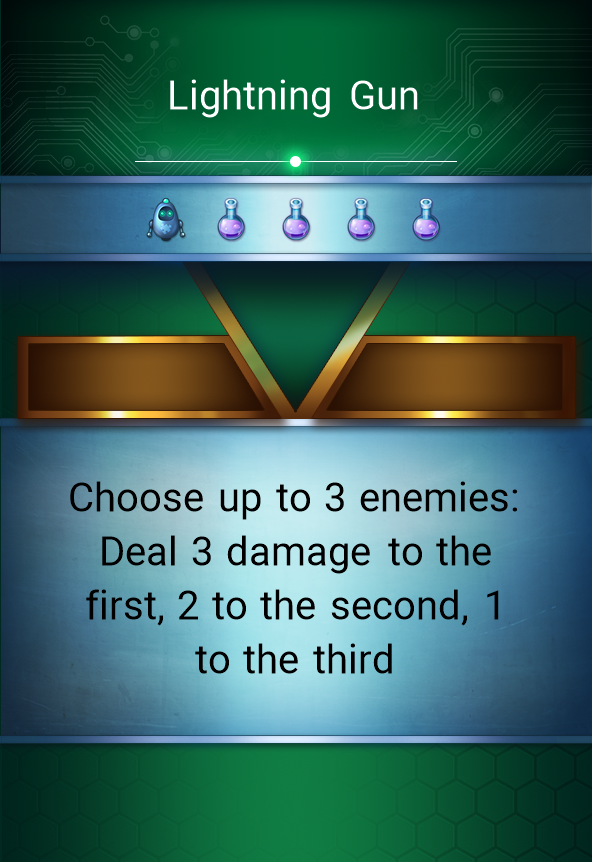 Lightning Gun
Choose up to 3 enemies:
Deal 3 damage to the
first, 2 to the second, 1
to the third